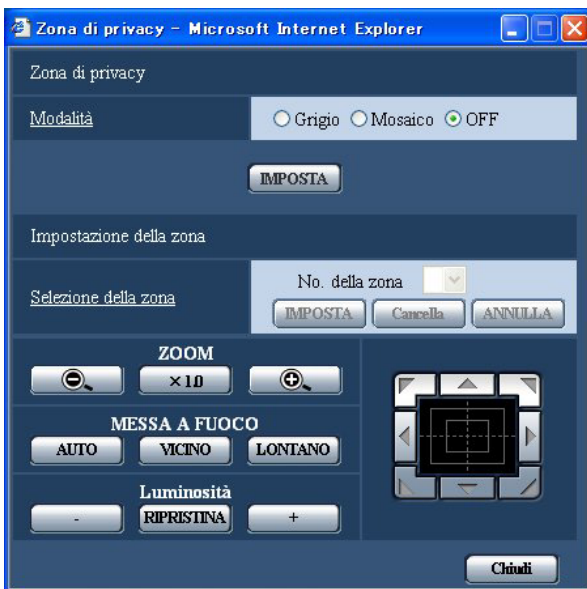 Zona di privacy - Microsoft Internet Explorer
Zona di privacy
Modalità Grigio Mosaico OFF
IMPOSTA
Impostazione della zona
No. della zona
Selezione della zona
IMPOSTA Cancella ANNULLA
ZOOM
×1.0
MESSA A FUOCO
AUTO VICINO LONTANO
Luminosità
- RIPRISTINA +
Chiudi